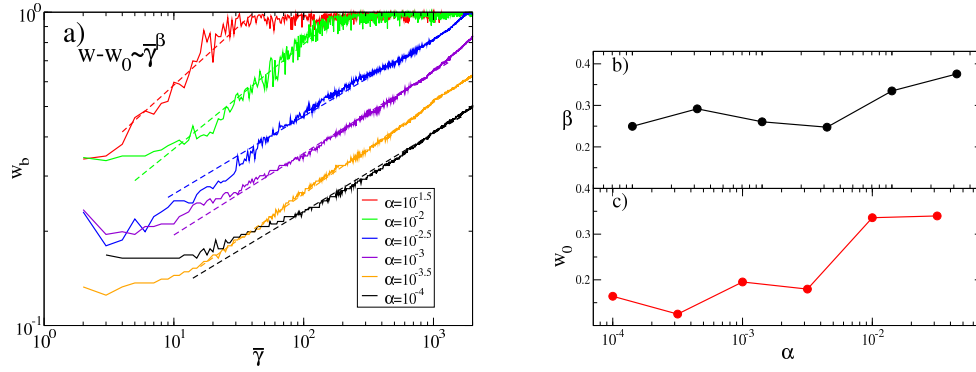 a)
w-w₀~γ̅^β
10⁰
w_b
10⁻¹
α=10⁻¹·⁵
α=10⁻²
α=10⁻²·⁵
α=10⁻³
α=10⁻³·⁵
α=10⁻⁴
10⁰ 10¹ 10² 10³
γ̅
b)
0.4
0.3
0.2
β
c)
0.4
0.3
0.2
w₀
10⁻⁴ 10⁻³ 10⁻²
α